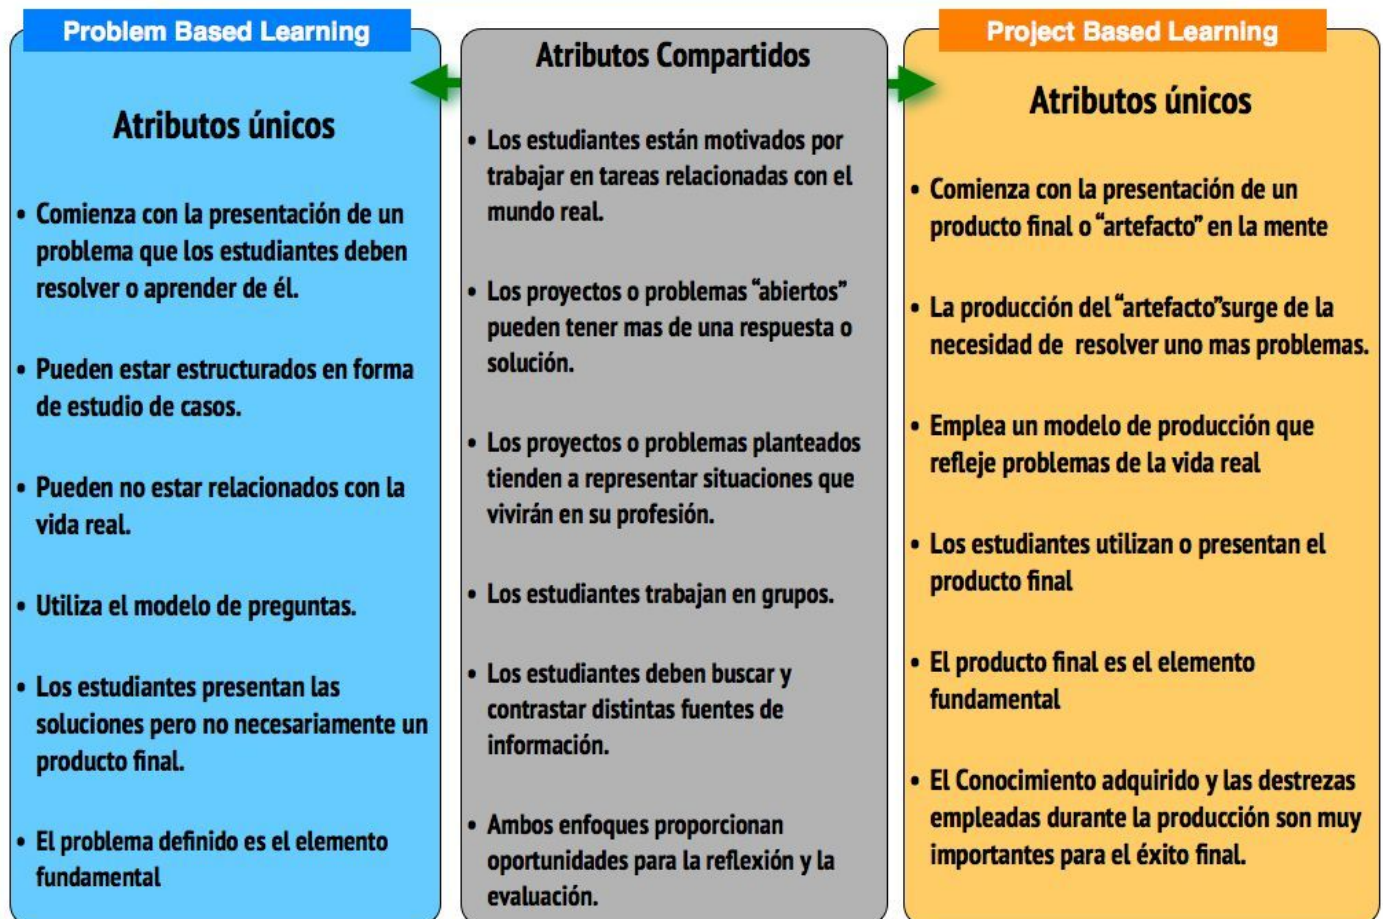 Problem Based Learning
Atributos únicos
• Comienza con la presentación de un
problema que los estudiantes deben
resolver o aprender de él.
• Pueden estar estructurados en forma
de estudio de casos.
• Pueden no estar relacionados con la
vida real.
• Utiliza el modelo de preguntas.
• Los estudiantes presentan las
soluciones pero no necesariamente un
producto final.
• El problema definido es el elemento
fundamental
Atributos Compartidos
• Los estudiantes están motivados por
trabajar en tareas relacionadas con el
mundo real.
• Los proyectos o problemas “abiertos”
pueden tener mas de una respuesta o
solución.
• Los proyectos o problemas planteados
tienden a representar situaciones que
vivirán en su profesión.
• Los estudiantes trabajan en grupos.
• Los estudiantes deben buscar y
contrastar distintas fuentes de
información.
• Ambos enfoques proporcionan
oportunidades para la reflexión y la
evaluación.
Project Based Learning
Atributos únicos
• Comienza con la presentación de un
producto final o “artefacto” en la mente
• La producción del “artefacto”surge de la
necesidad de resolver uno mas problemas.
• Emplea un modelo de producción que
refleje problemas de la vida real
• Los estudiantes utilizan o presentan el
producto final
• El producto final es el elemento
fundamental
• El Conocimiento adquirido y las destrezas
empleadas durante la producción son muy
importantes para el éxito final.